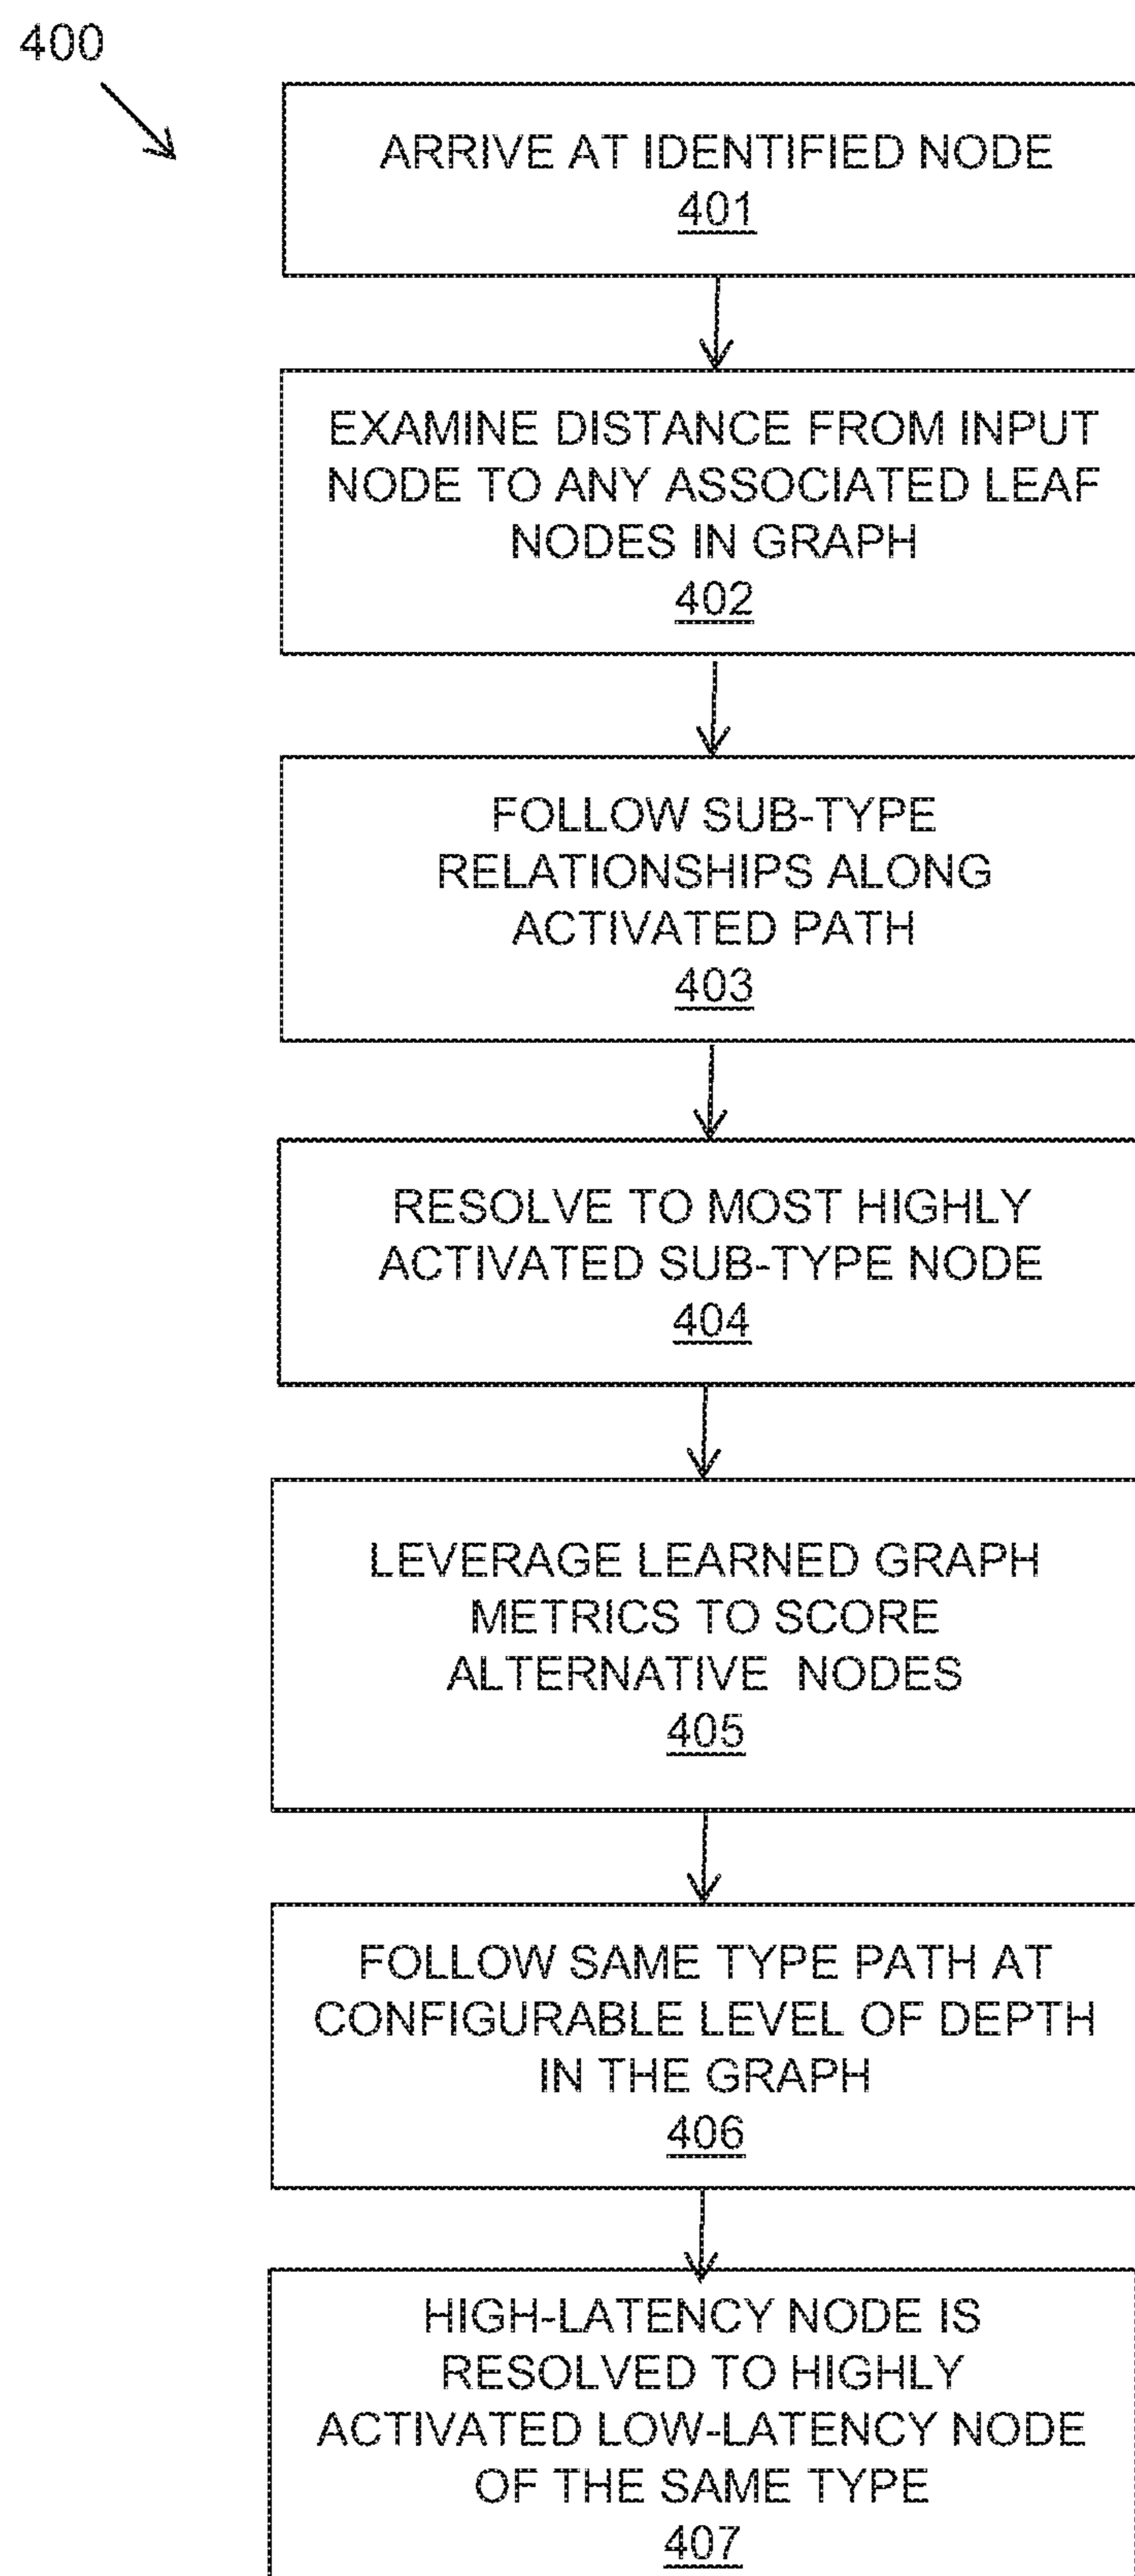 400
ARRIVE AT IDENTIFIED NODE
401
EXAMINE DISTANCE FROM INPUT
NODE TO ANY ASSOCIATED LEAF
NODES IN GRAPH
402
FOLLOW SUB-TYPE
RELATIONSHIPS ALONG
ACTIVATED PATH
403
RESOLVE TO MOST HIGHLY
ACTIVATED SUB-TYPE NODE
404
LEVERAGE LEARNED GRAPH
METRICS TO SCORE
ALTERNATIVE NODES
405
FOLLOW SAME TYPE PATH AT
CONFIGURABLE LEVEL OF DEPTH
IN THE GRAPH
406
HIGH-LATENCY NODE IS
RESOLVED TO HIGHLY
ACTIVATED LOW-LATENCY NODE
OF THE SAME TYPE
407